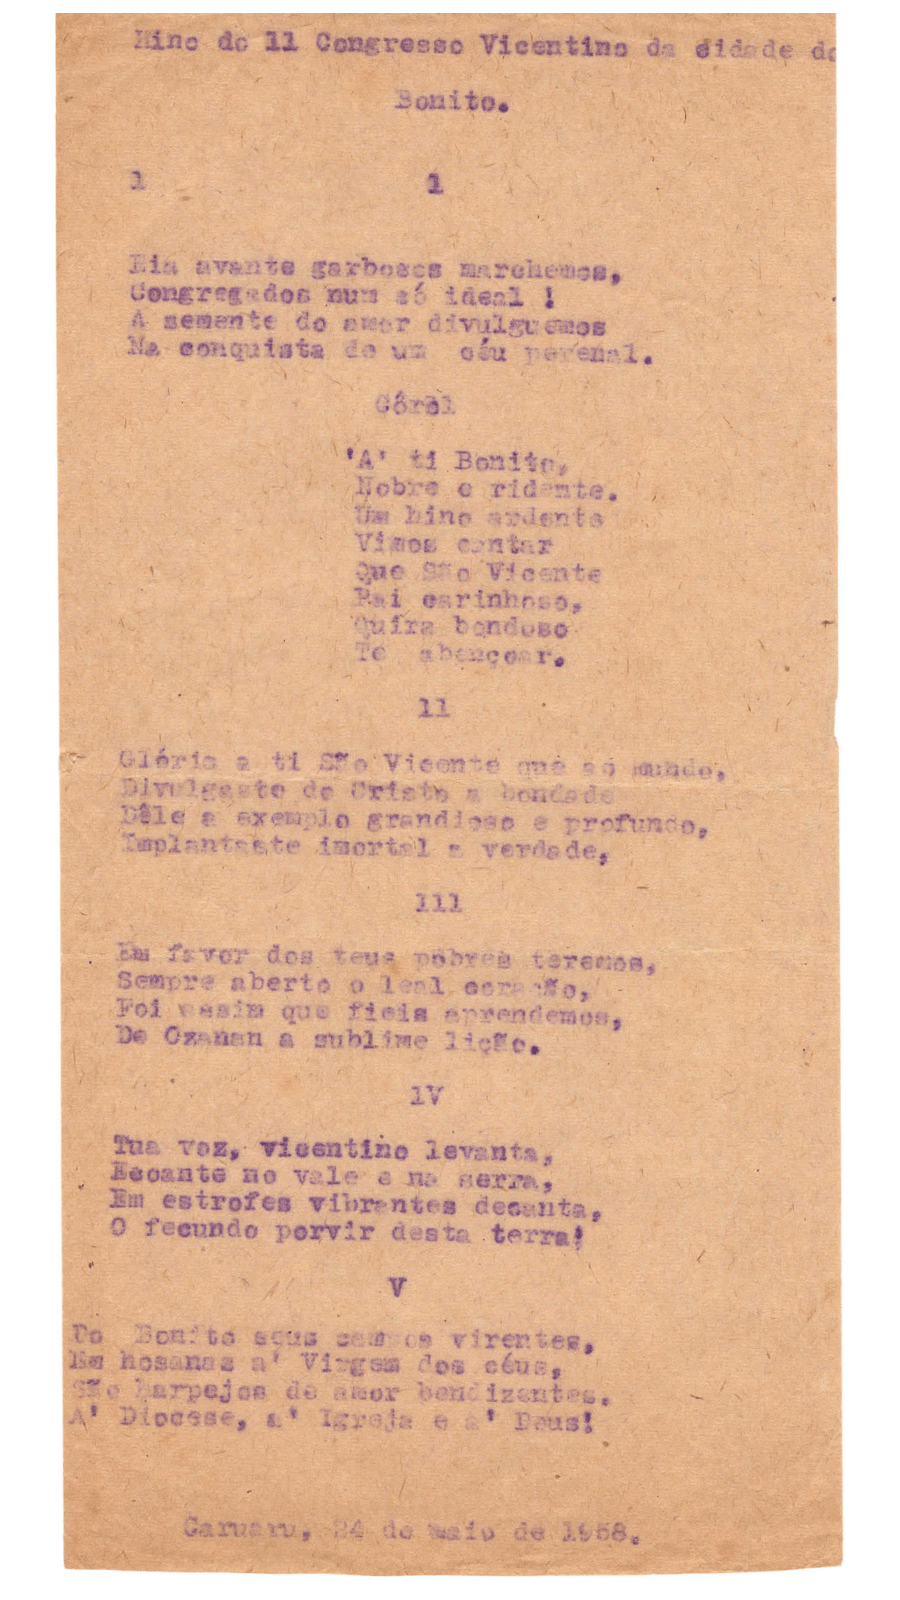 Hino do 11 Congresso Vicentino da cidade do
Bonito.
1 1
Eia avante garbosos marchemos,
Congregados num só ideal !
A semente do amor divulguemos
Na conquista de um céu perenal.
Côrôl
'A' ti Bonito,
Nobre e ridente.
Um hino ardente
Vimos cantar
Que São Vicente
Pai carinhoso,
Quira bondoso
Te abençoar.
11
Glória a ti São Vicente que só mundo,
Divulgaste de Cristo a bondade
Dêle a exemplo grandioso e profundo,
Implantaste imortal a verdade,
111
Em favor dos teus pobres teremos,
Sempre aberto o leal coração,
Foi assim que fieis aprendemos,
De Ozanan a sublime lição.
1V
Tua voz, vicentino levanta,
Ecoante no vale e na serra,
Em estrofes vibrantes decanta,
O fecundo porvir desta terra!
V
Do Bonito seus campos virentes,
Em hosanas a' Virgem dos céus,
São harpejos de amor bendizentes.
A' Diocese, a' Igreja e a' Deus!
Caruaru, 24 de maio de 1958.